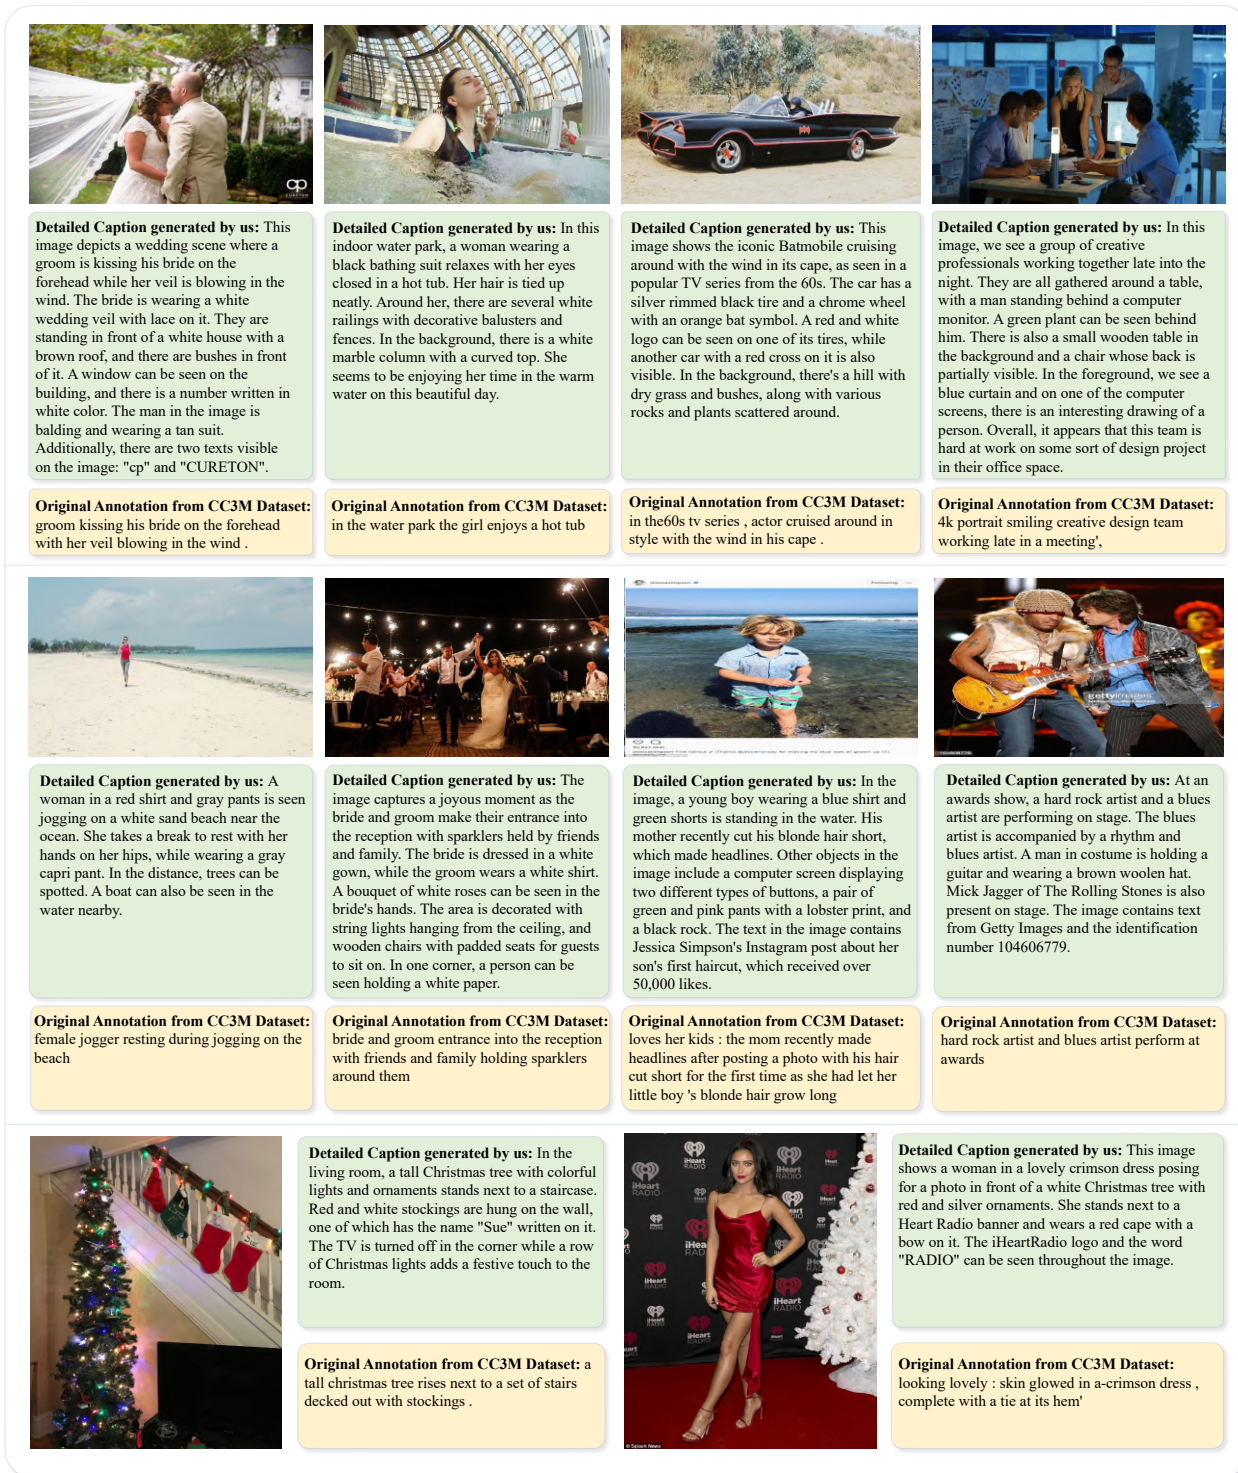 cp
CURETON
Detailed Caption generated by us: This
image depicts a wedding scene where a
groom is kissing his bride on the
forehead while her veil is blowing in the
wind. The bride is wearing a white
wedding veil with lace on it. They are
standing in front of a white house with a
brown roof, and there are bushes in front
of it. A window can be seen on the
building, and there is a number written in
white color. The man in the image is
balding and wearing a tan suit.
Additionally, there are two texts visible
on the image: "cp" and "CURETON".
Detailed Caption generated by us: In this
indoor water park, a woman wearing a
black bathing suit relaxes with her eyes
closed in a hot tub. Her hair is tied up
neatly. Around her, there are several white
railings with decorative balusters and
fences. In the background, there is a white
marble column with a curved top. She
seems to be enjoying her time in the warm
water on this beautiful day.
Detailed Caption generated by us: This
image shows the iconic Batmobile cruising
around with the wind in its cape, as seen in a
popular TV series from the 60s. The car has a
silver rimmed black tire and a chrome wheel
with an orange bat symbol. A red and white
logo can be seen on one of its tires, while
another car with a red cross on it is also
visible. In the background, there's a hill with
dry grass and bushes, along with various
rocks and plants scattered around.
Detailed Caption generated by us: In this
image, we see a group of creative
professionals working together late into the
night. They are all gathered around a table,
with a man standing behind a computer
monitor. A green plant can be seen behind
him. There is also a small wooden table in
the background and a chair whose back is
partially visible. In the foreground, we see a
blue curtain and on one of the computer
screens, there is an interesting drawing of a
person. Overall, it appears that this team is
hard at work on some sort of design project
in their office space.
Original Annotation from CC3M Dataset:
groom kissing his bride on the forehead
with her veil blowing in the wind .
Original Annotation from CC3M Dataset:
in the water park the girl enjoys a hot tub
Original Annotation from CC3M Dataset:
in the60s tv series , actor cruised around in
style with the wind in his cape .
Original Annotation from CC3M Dataset:
4k portrait smiling creative design team
working late in a meeting',
Following
gettyimages
Detailed Caption generated by us: A
woman in a red shirt and gray pants is seen
jogging on a white sand beach near the
ocean. She takes a break to rest with her
hands on her hips, while wearing a gray
capri pant. In the distance, trees can be
spotted. A boat can also be seen in the
water nearby.
Detailed Caption generated by us: The
image captures a joyous moment as the
bride and groom make their entrance into
the reception with sparklers held by friends
and family. The bride is dressed in a white
gown, while the groom wears a white shirt.
A bouquet of white roses can be seen in the
bride's hands. The area is decorated with
string lights hanging from the ceiling, and
wooden chairs with padded seats for guests
to sit on. In one corner, a person can be
seen holding a white paper.
Detailed Caption generated by us: In the
image, a young boy wearing a blue shirt and
green shorts is standing in the water. His
mother recently cut his blonde hair short,
which made headlines. Other objects in the
image include a computer screen displaying
two different types of buttons, a pair of
green and pink pants with a lobster print, and
a black rock. The text in the image contains
Jessica Simpson's Instagram post about her
son's first haircut, which received over
50,000 likes.
Detailed Caption generated by us: At an
awards show, a hard rock artist and a blues
artist are performing on stage. The blues
artist is accompanied by a rhythm and
blues artist. A man in costume is holding a
guitar and wearing a brown woolen hat.
Mick Jagger of The Rolling Stones is also
present on stage. The image contains text
from Getty Images and the identification
number 104606779.
Original Annotation from CC3M Dataset:
female jogger resting during jogging on the
beach
Original Annotation from CC3M Dataset:
bride and groom entrance into the reception
with friends and family holding sparklers
around them
Original Annotation from CC3M Dataset:
loves her kids : the mom recently made
headlines after posting a photo with his hair
cut short for the first time as she had let her
little boy 's blonde hair grow long
Original Annotation from CC3M Dataset:
hard rock artist and blues artist perform at
awards
Sue
Detailed Caption generated by us: In the
living room, a tall Christmas tree with colorful
lights and ornaments stands next to a staircase.
Red and white stockings are hung on the wall,
one of which has the name "Sue" written on it.
The TV is turned off in the corner while a row
of Christmas lights adds a festive touch to the
room.
Original Annotation from CC3M Dataset: a
tall christmas tree rises next to a set of stairs
decked out with stockings .
iHeart
RADIO
© Splash News
Detailed Caption generated by us: This image
shows a woman in a lovely crimson dress posing
for a photo in front of a white Christmas tree with
red and silver ornaments. She stands next to a
Heart Radio banner and wears a red cape with a
bow on it. The iHeartRadio logo and the word
"RADIO" can be seen throughout the image.
Original Annotation from CC3M Dataset:
looking lovely : skin glowed in a-crimson dress ,
complete with a tie at its hem'